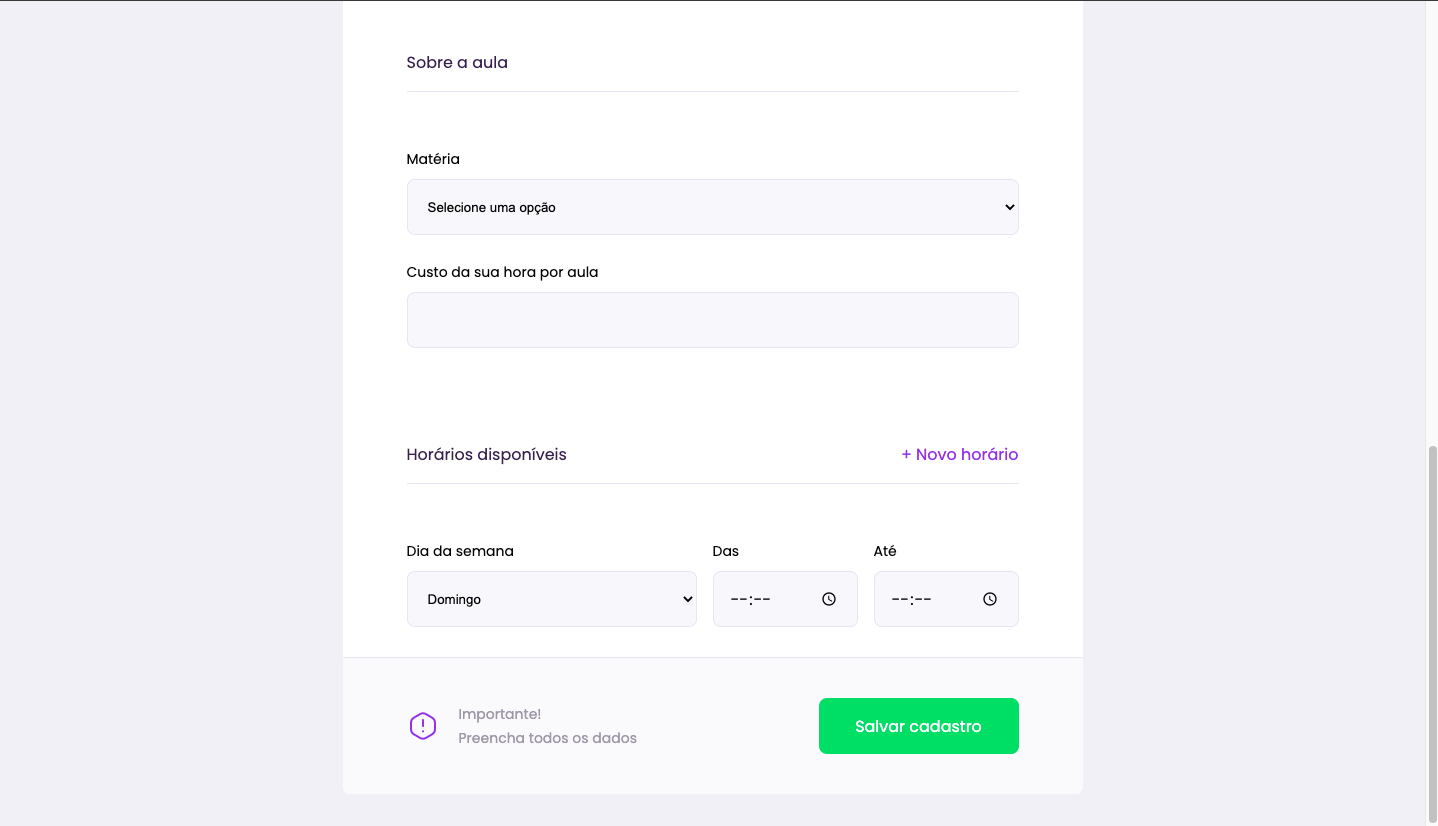 Sobre a aula
Matéria
Selecione uma opção
Custo da sua hora por aula
Horários disponíveis
+ Novo horário
Dia da semana
Das
Até
Domingo
--:--
--:--
Importante!
Preencha todos os dados
Salvar cadastro